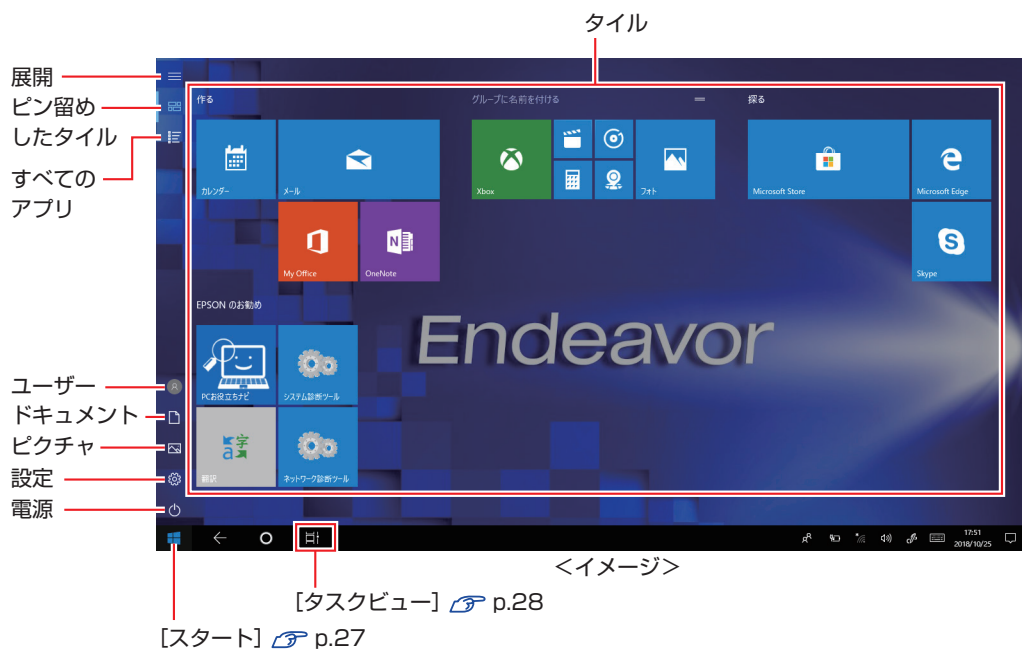 タイル
展開
ピン留め
したタイル
すべての
アプリ
作る
グループに名前を付ける
探る
カレンダー
メール
Xbox
フォト
Microsoft Store
Microsoft Edge
My Office
OneNote
Skype
EPSON のお勧め
Endeavor
PCお役立ちナビ
システム診断ツール
字
a
翻訳
ネットワーク診断ツール
ユーザー
ドキュメント
ピクチャ
設定
電源
17:51
2018/10/25
＜イメージ＞
［タスクビュー］ p.28
［スタート］ p.27